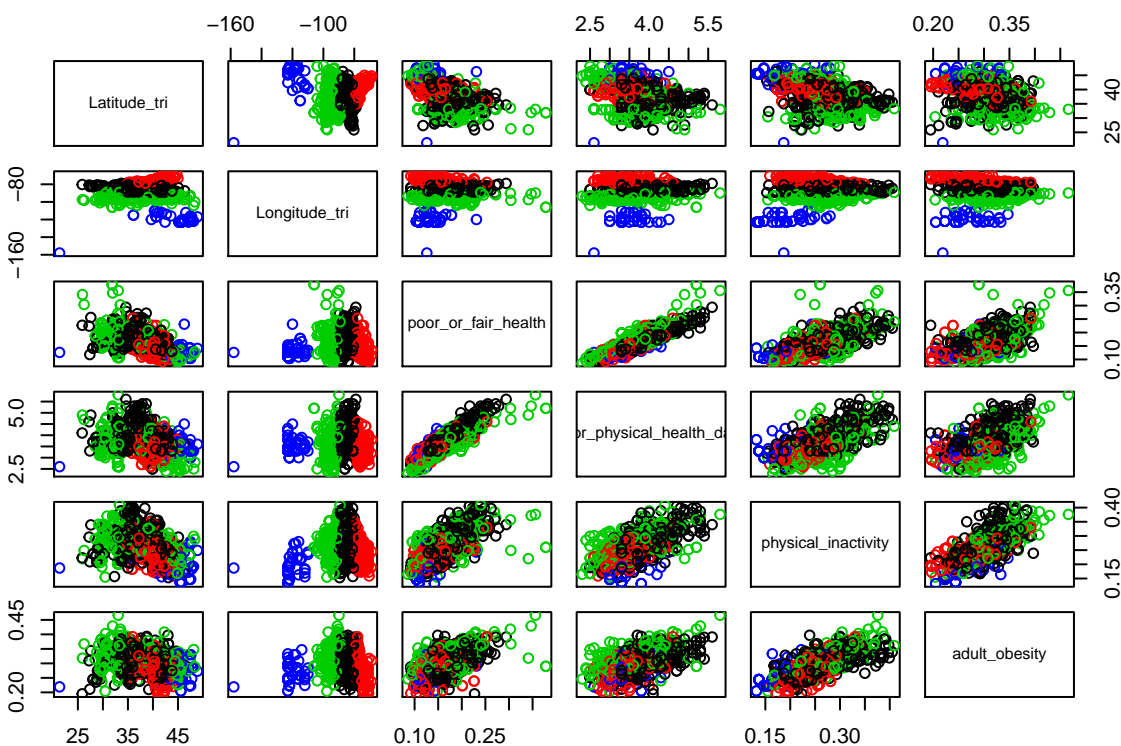 −160 −100 2.5 4.0 5.5 0.20 0.35
Latitude_tri
25 40
−160 −80
Longitude_tri
poor_or_fair_health
0.10 0.35
2.5 5.0
or_physical_health_da
physical_inactivity
0.15 0.40
0.20 0.45
adult_obesity
25 35 45 0.10 0.25 0.15 0.30